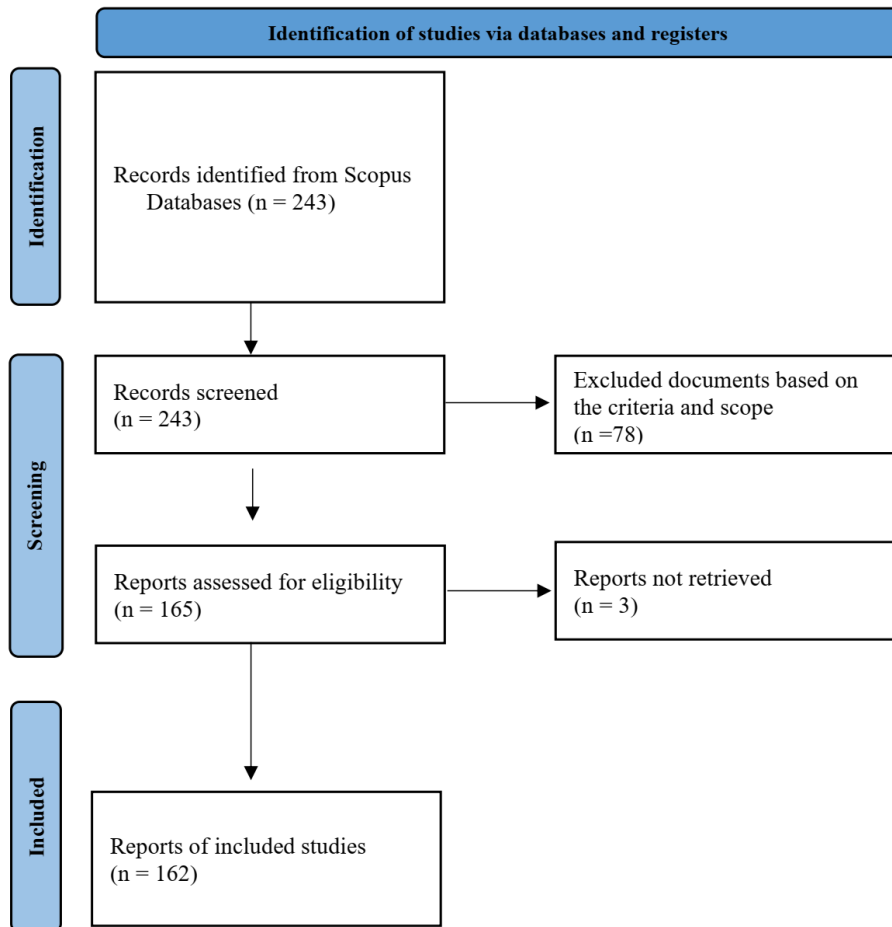 Identification of studies via databases and registers
Identification
Records identified from Scopus
Databases (n = 243)
Screening
Records screened
(n = 243)
Excluded documents based on
the criteria and scope
(n =78)
Reports assessed for eligibility
(n = 165)
Reports not retrieved
(n = 3)
Included
Reports of included studies
(n = 162)